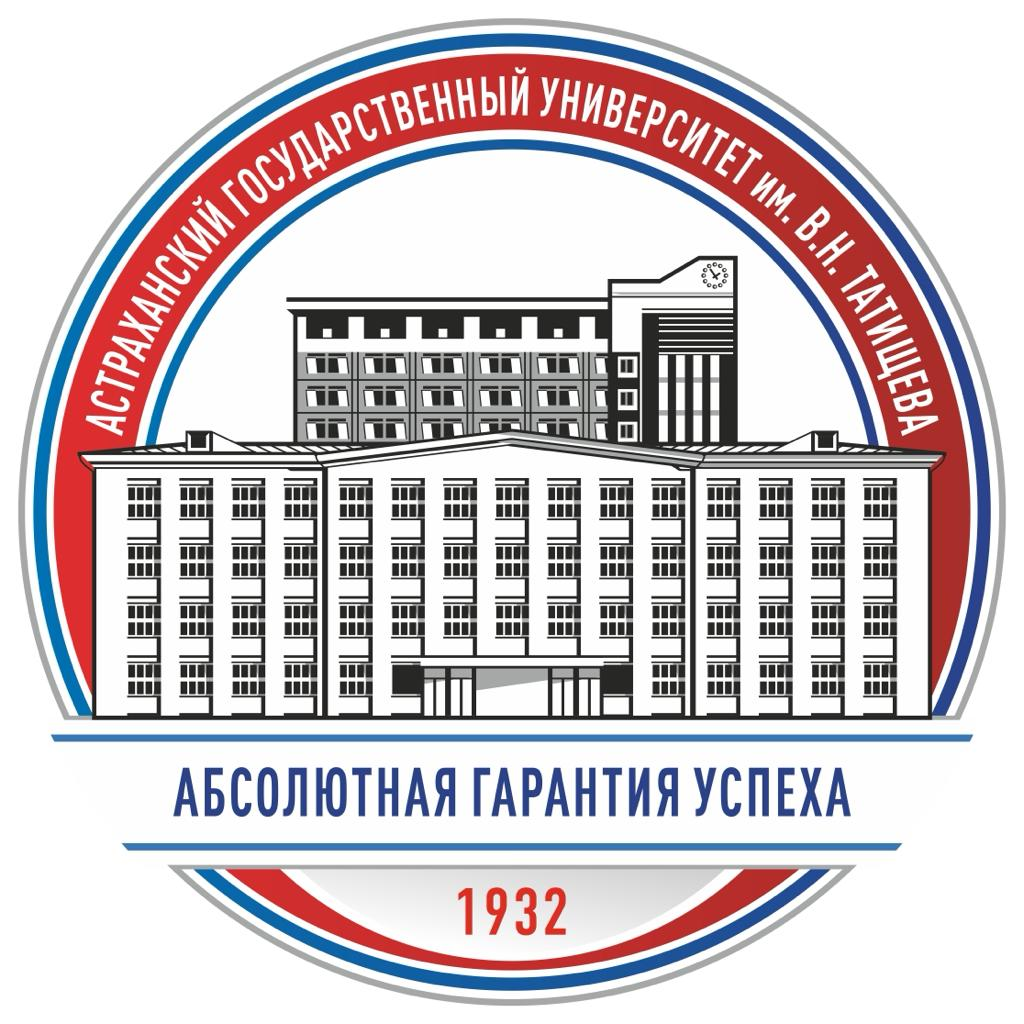 АСТРАХАНСКИЙ ГОСУДАРСТВЕННЫЙ УНИВЕРСИТЕТ им. В.Н. ТАТИЩЕВА
АБСОЛЮТНАЯ ГАРАНТИЯ УСПЕХА
1932